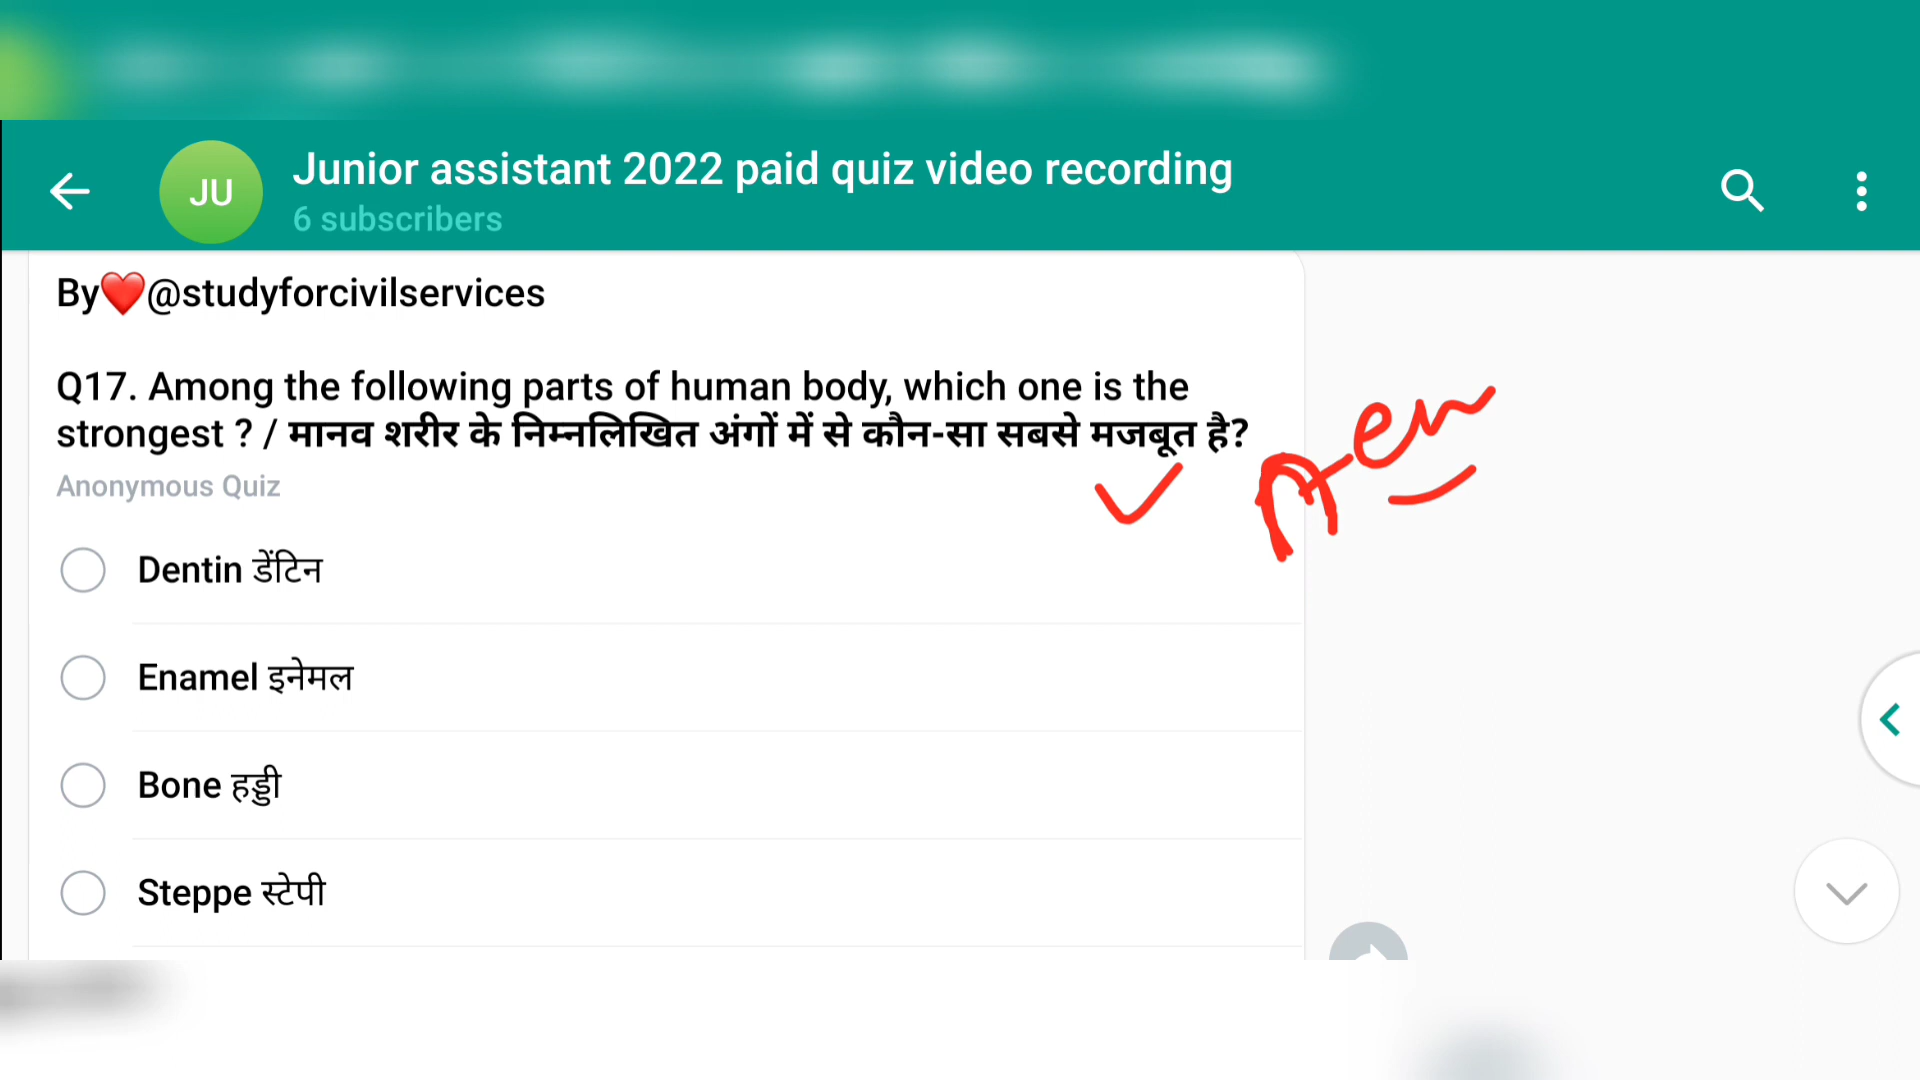 Junior assistant 2022 paid quiz video recording
JU
6 subscribers
By❤️@studyforcivilservices
Q17. Among the following parts of human body, which one is the
strongest ? / मानव शरीर के निम्नलिखित अंगों में से कौन-सा सबसे मजबूत है?
Anonymous Quiz
Dentin डेंटिन
Enamel इनेमल
Bone हड्डी
Steppe स्टेपी